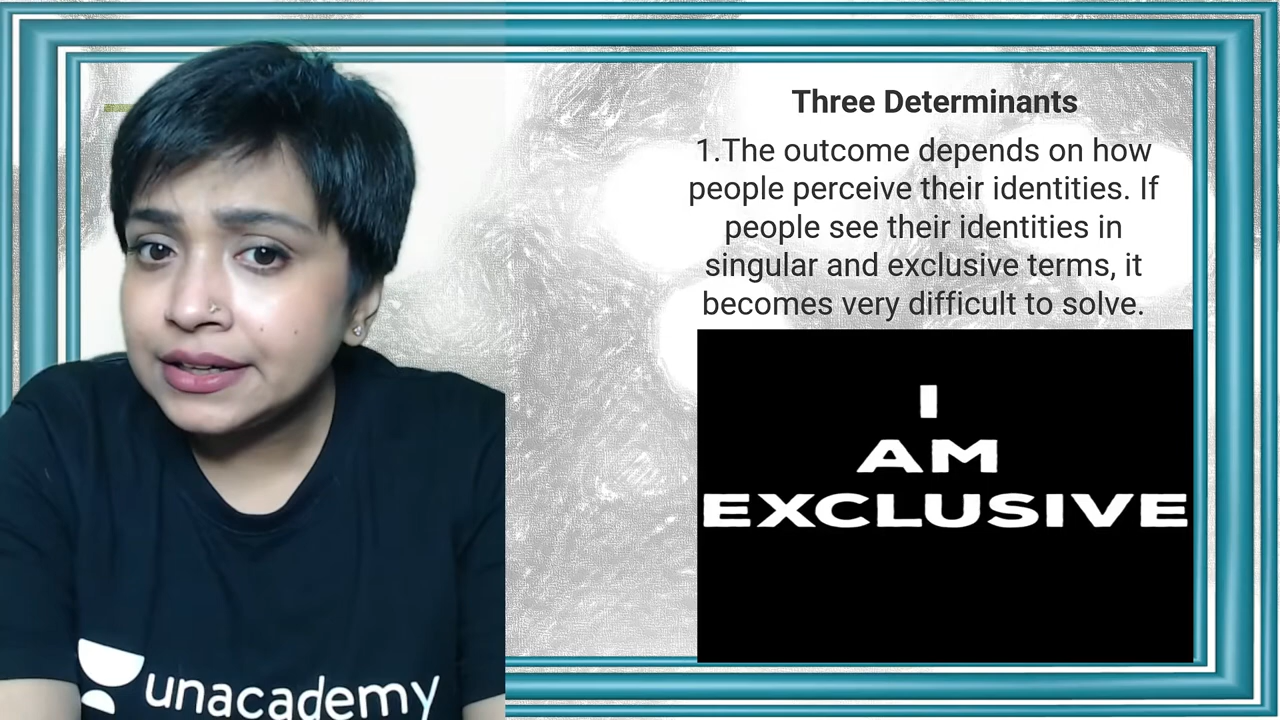 Three Determinants
1.The outcome depends on how
people perceive their identities. If
people see their identities in
singular and exclusive terms, it
becomes very difficult to solve.
I
AM
EXCLUSIVE
unacademy